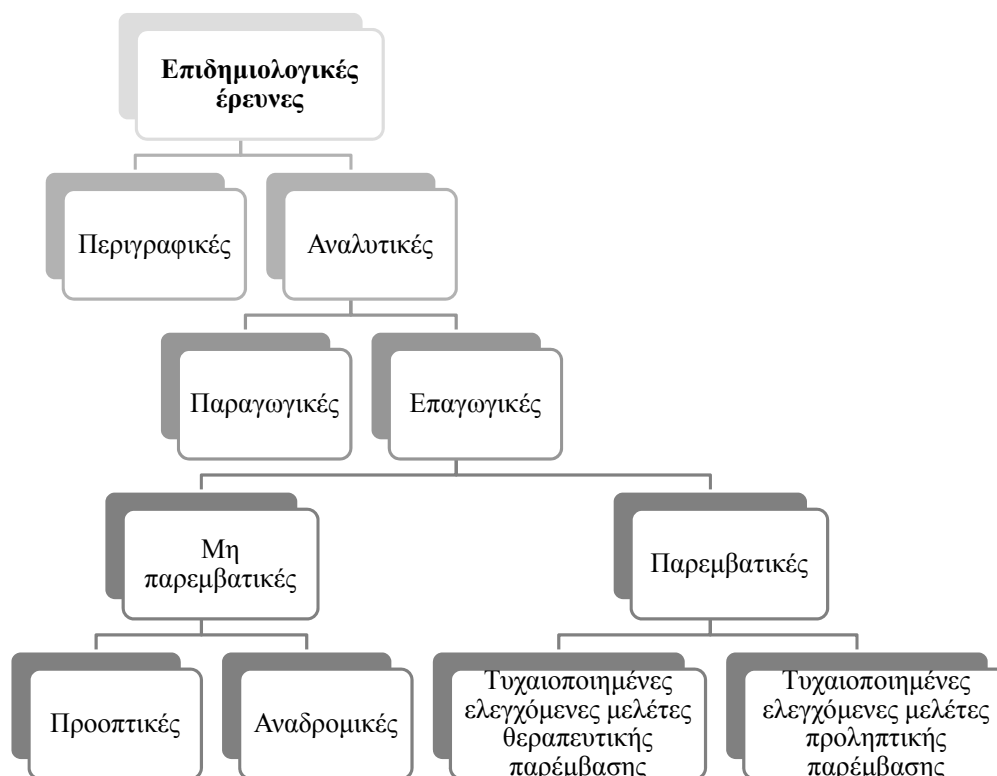 Επιδημιολογικές
έρευνες
Περιγραφικές
Αναλυτικές
Παραγωγικές
Επαγωγικές
Μη
παρεμβατικές
Παρεμβατικές
Προοπτικές
Αναδρομικές
Τυχαιοποιημένες
ελεγχόμενες μελέτες
θεραπευτικής
παρέμβασης
Τυχαιοποιημένες
ελεγχόμενες μελέτες
προληπτικής
παρέμβασης